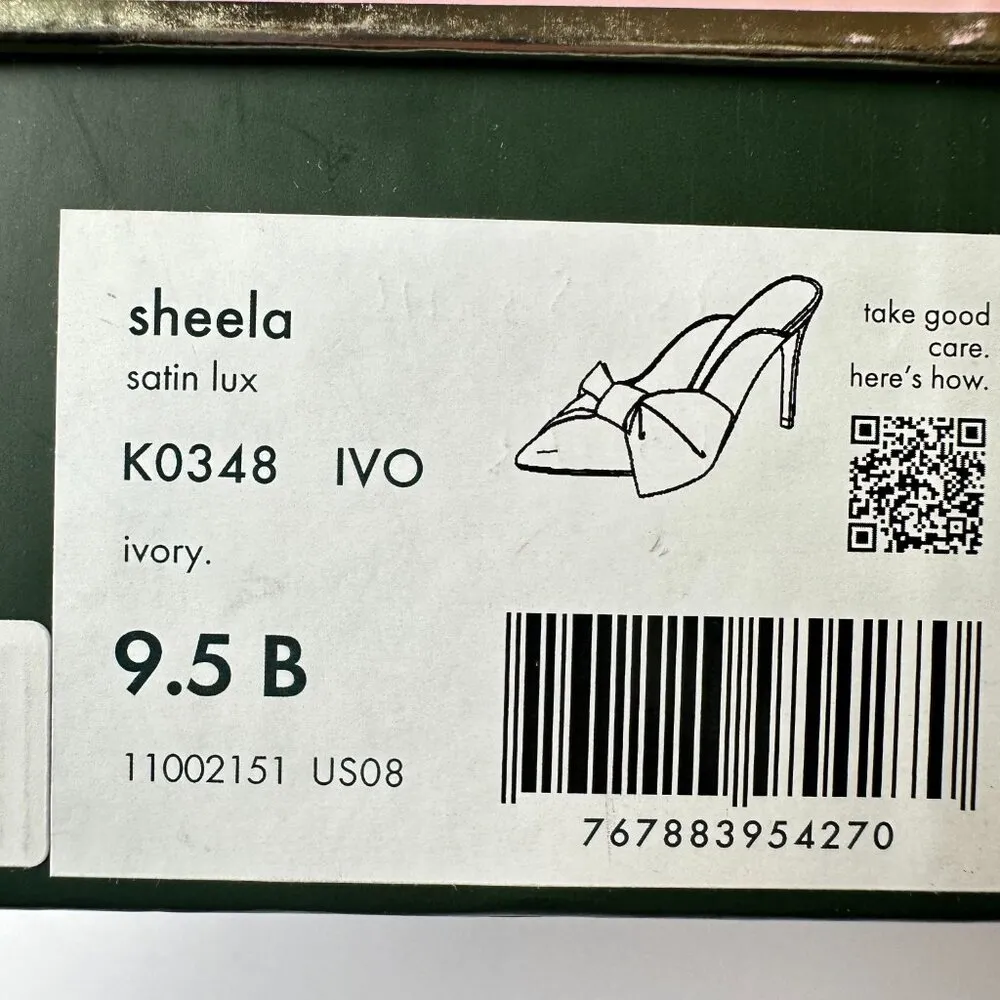 sheela
satin lux
K0348 IVO
ivory.
9.5 B
11002151 US08
take good
care.
here's how.
767883954270